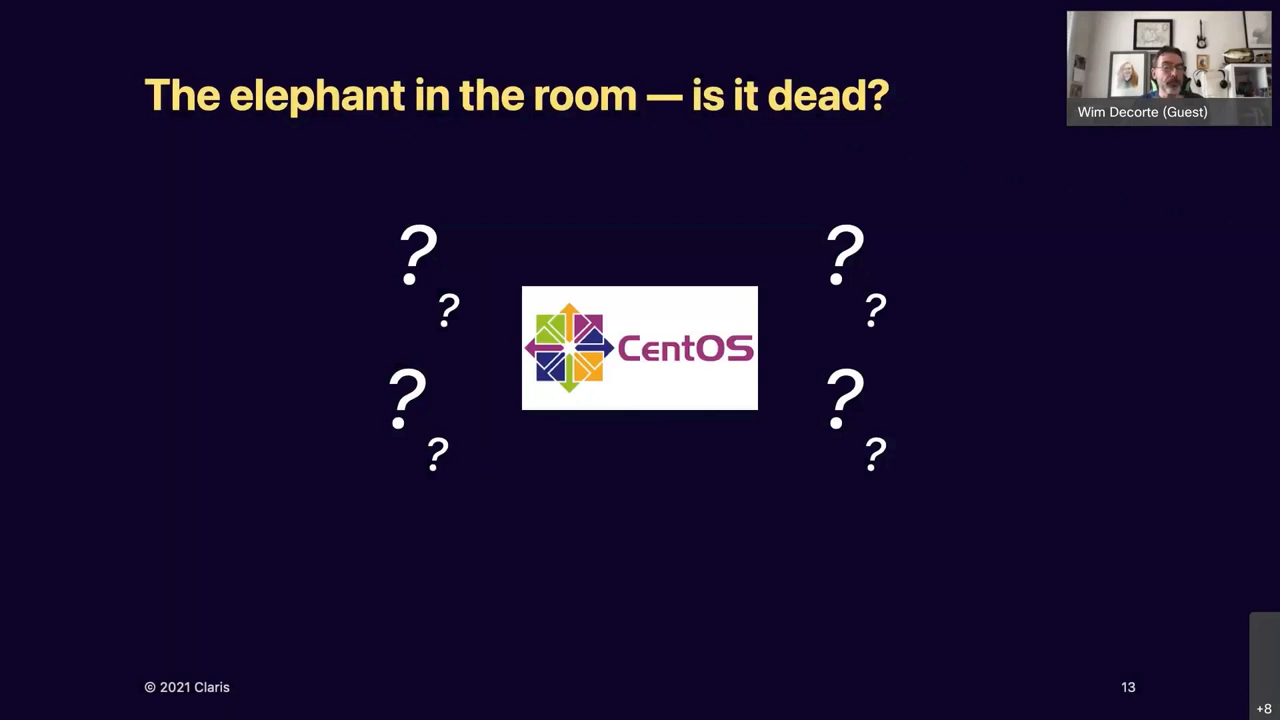 The elephant in the room — is it dead?
Wim Decorte (Guest)
?
?
?
?
CentOS
?
?
?
?
© 2021 Claris
13
+8